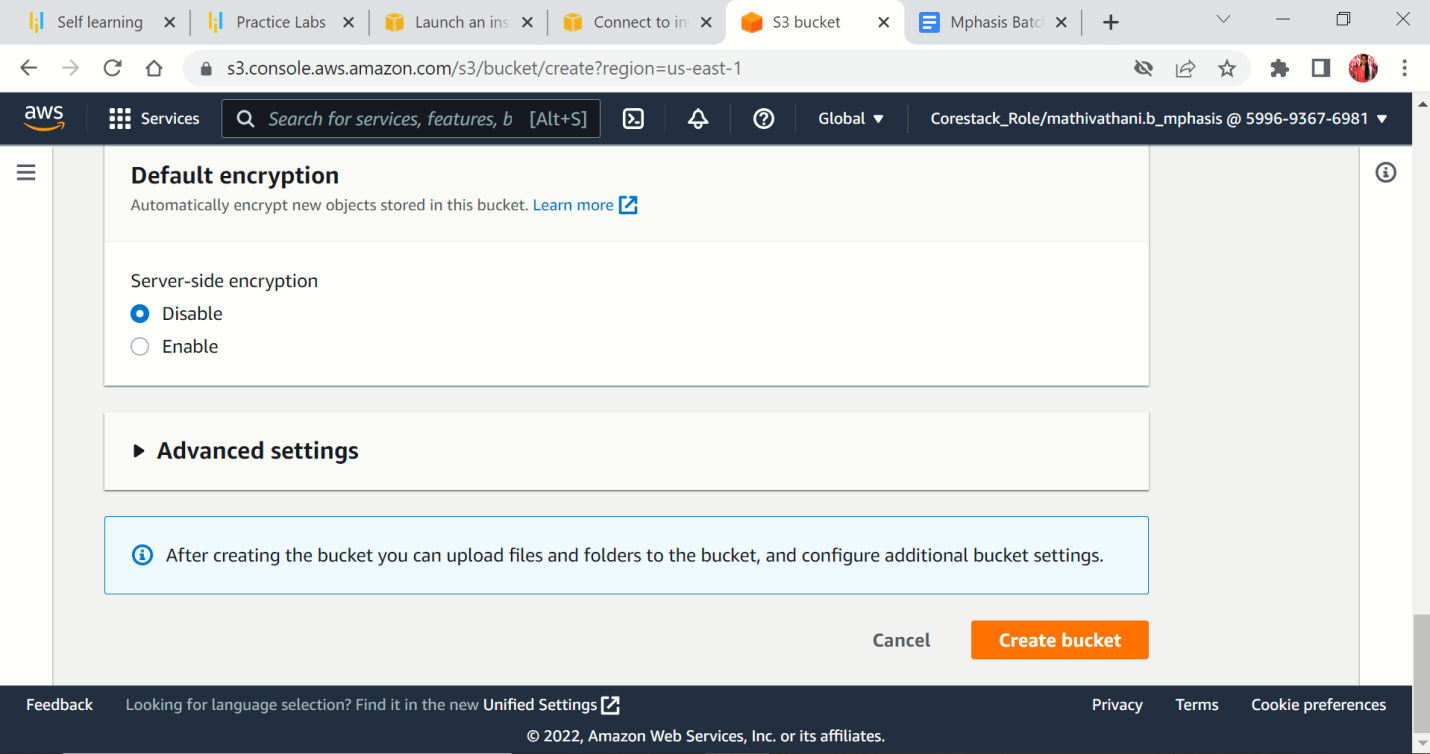 Self learning
Practice Labs
Launch an ins
Connect to in
S3 bucket
Mphasis Batc
s3.console.aws.amazon.com/s3/bucket/create?region=us-east-1
aws
Services
Search for services, features, b [Alt+S]
Global
Corestack_Role/mathivathani.b_mphasis @ 5996-9367-6981
Default encryption
Automatically encrypt new objects stored in this bucket. Learn more
Server-side encryption
Disable
Enable
Advanced settings
After creating the bucket you can upload files and folders to the bucket, and configure additional bucket settings.
Cancel
Create bucket
Feedback
Looking for language selection? Find it in the new Unified Settings
Privacy
Terms
Cookie preferences
© 2022, Amazon Web Services, Inc. or its affiliates.